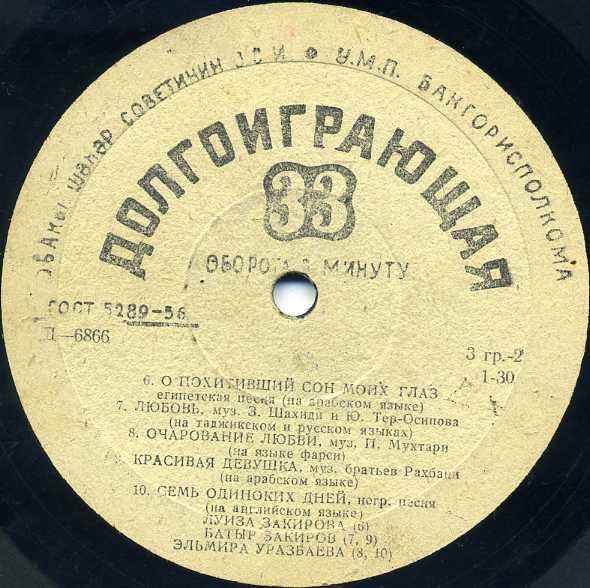 БАКЫ ШӘҺӘР СОВЕТИНИН ЈСИ • У.М.П. БАКГОРИСПОЛКОМА
ДОЛГОИГРАЮЩАЯ
33
ОБОРОТА В МИНУТУ
ГОСТ 5289-56
Д—6866
3 гр.-2
1-30
6. О ПОХИТИВШИЙ СОН МОИХ ГЛАЗ
египетская песня (на арабском языке)
7. ЛЮБОВЬ, муз. З. Шахиди и Ю. Тер-Осипова
(на таджикском и русском языках)
8. ОЧАРОВАНИЕ ЛЮБВИ, муз. П. Мухтари
(на языке фарси)
9. КРАСИВАЯ ДЕВУШКА, муз. братьев Рахбани
(на арабском языке)
10. СЕМЬ ОДИНОКИХ ДНЕЙ, негр. песня
(на английском языке)
ЛУИЗА ЗАКИРОВА (6)
БАТЫР ЗАКИРОВ (7, 9)
ЭЛЬМИРА УРАЗБАЕВА (8, 10)